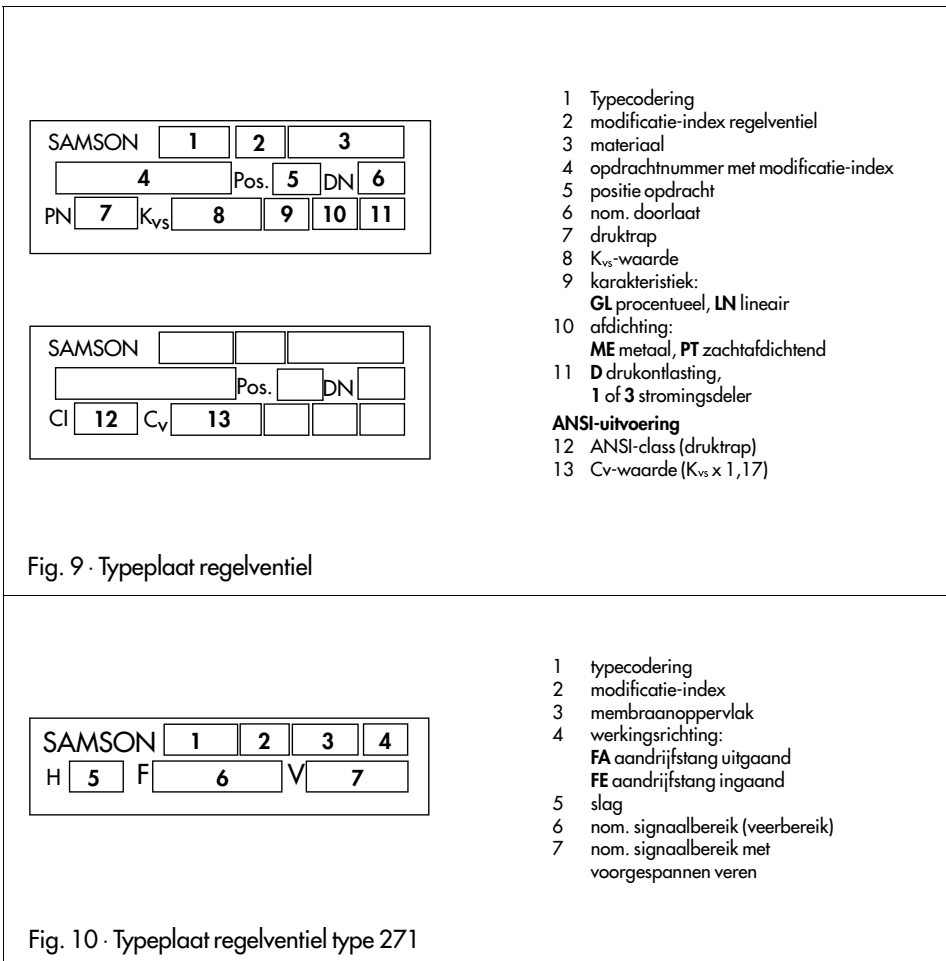 SAMSON 1 2 3
4 Pos. 5 DN 6
PN 7 Kvs 8 9 10 11
SAMSON
Pos. DN
Cl 12 Cv 13
1 Typecodering
2 modificatie-index regelventiel
3 materiaal
4 opdrachtnummer met modificatie-index
5 positie opdracht
6 nom. doorlaat
7 druktrap
8 Kvs-waarde
9 karakteristiek:
GL procentueel, LN lineair
10 afdichting:
ME metaal, PT zachtafdichtend
11 D drukontlasting,
1 of 3 stromingsdeler
ANSI-uitvoering
12 ANSI-class (druktrap)
13 Cv-waarde (Kvs x 1,17)
Fig. 9 · Typeplaat regelventiel
SAMSON 1 2 3 4
H 5 F 6 V 7
1 typecodering
2 modificatie-index
3 membraanoppervlak
4 werkingsrichting:
FA aandrijfstang uitgaand
FE aandrijfstang ingaand
5 slag
6 nom. signaalbereik (veerbereik)
7 nom. signaalbereik met
voorgespannen veren
Fig. 10 · Typeplaat regelventiel type 271